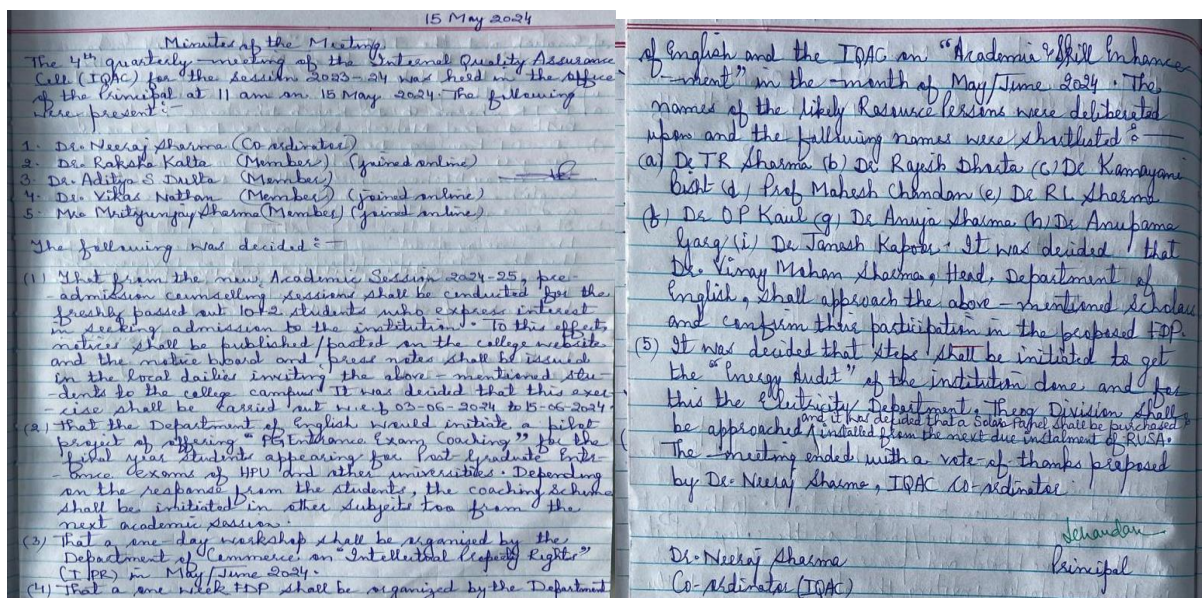 15 May 2024
Minutes of the Meeting
The 4th quarterly meeting of the Internal Quality Assurance
Cell (IQAC) for the session 2023-24 was held in the office
of the Principal at 11 am on 15 May 2024. The following
were present:-
1. Dr. Neeraj Sharma (Co ordinator)
2. Dr. Raksha Kalta (Member) (joined online)
3. Dr. Aditya S Dulta (Member)
4. Dr. Vikas Nathan (Member) (joined online)
5. Mr. Mrityunjay Sharma (Member) (joined online)
The following was decided :-
(1) That from the new Academic Session 2024-25, pre-
-admission counselling sessions shall be conducted for the
freshly passed out 10+2 students who express interest
in seeking admission to the institution. To this effect,
notices shall be published/pasted on the college website
and the notice board and press notes shall be issued
in the local dailies inviting the above-mentioned stu-
-dents to the college campus. It was decided that this exer-
-cise shall be carried out w.e.f 03-06-2024 to 15-06-2024.
(2) That the Department of English would initiate a pilot
project of offering "PG Entrance Exam Coaching" for the
final year students appearing for Post Graduate Entr-
-ance exams of HPU and other universities. Depending
on the response from the students, the coaching scheme
shall be initiated in other subjects too from the
next academic session.
(3) That a one-day workshop shall be organized by the
Department of Commerce on "Intellectual Property Rights"
(IPR) in May/June 2024.
(4) That a one week FDP shall be organized by the Department
of English and the IQAC on "Academia & Skill Enhance-
-ment" in the month of May/June 2024. The
names of the likely Resource Persons were deliberated
upon and the following names were shortlisted :-
(a) Dr TR Sharma (b) Dr Rajesh Dhorta (c) Dr Kamayani
Bisht (d) Prof Mahesh Chandam (e) Dr RL Sharma
(f) Dr. OP Kaul (g) Dr Anuja Sharma (h) Dr Anupama
Garg (i) Dr Janesh Kapoor. It was decided that
Dr. Vinay Mohan Sharma, Head, Department of
English, shall approach the above-mentioned scholars
and confirm their participation in the proposed FDP.
(5) It was decided that steps shall be initiated to get
the "Energy Audit" of the institution done and for
this the Electricity Department, Theog Division shall
and it was decided that a Solar Panel shall be purchased &
be approached / installed from the next due instalment of RUSA.
The meeting ended with a vote of thanks proposed
by Dr. Neeraj Sharma, IQAC Co-ordinator.
Dr. Neeraj Sharma
Co-ordinator (IQAC)
Principal